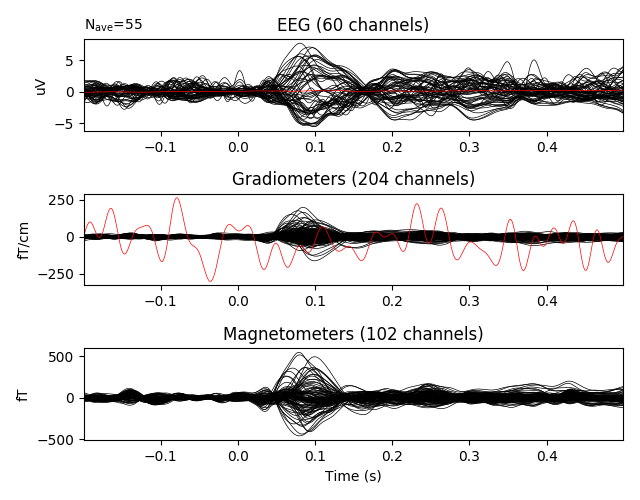 N_ave=55
EEG (60 channels)
5
0
−5
uV
−0.1 0.0 0.1 0.2 0.3 0.4
Gradiometers (204 channels)
250
0
−250
fT/cm
−0.1 0.0 0.1 0.2 0.3 0.4
Magnetometers (102 channels)
500
0
−500
fT
−0.1 0.0 0.1 0.2 0.3 0.4
Time (s)